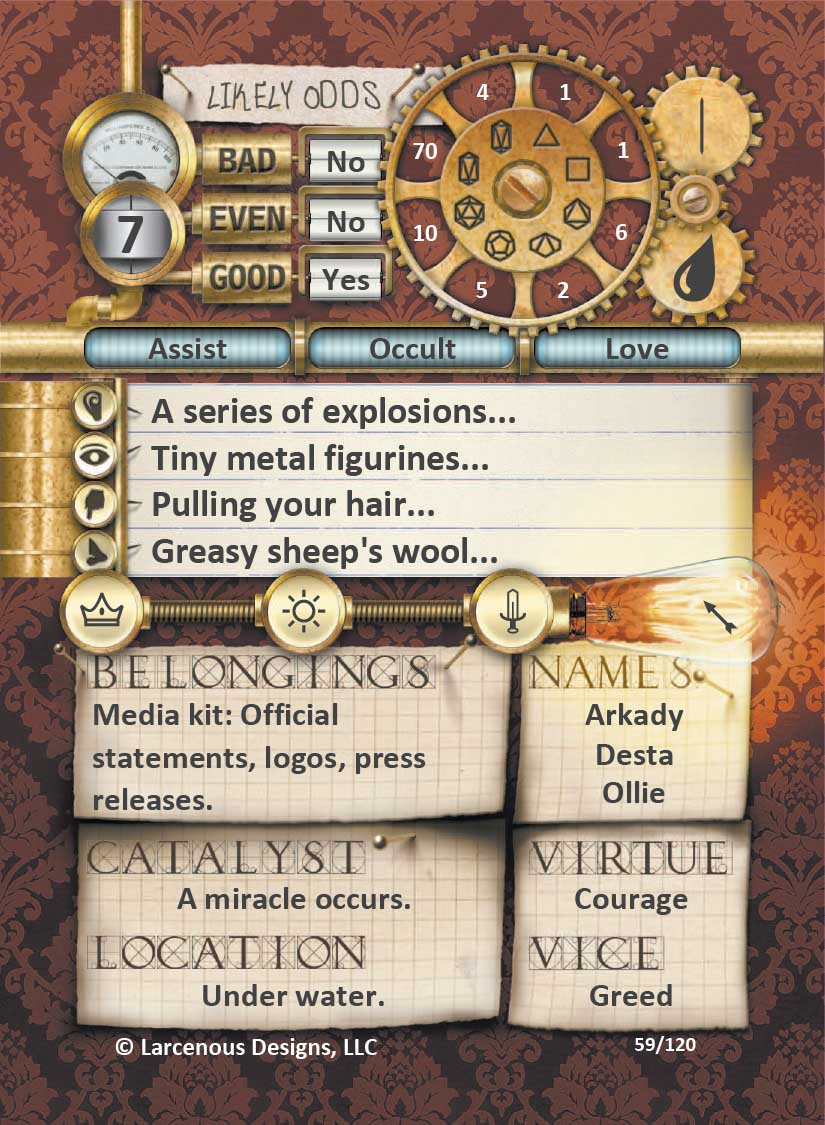 LIKELY ODDS
BAD No
EVEN No
GOOD Yes
7
4 1
70 1
10 6
5 2
Assist Occult Love
A series of explosions...
Tiny metal figurines...
Pulling your hair...
Greasy sheep's wool...
BELONGINGS
Media kit: Official
statements, logos, press
releases.
NAMES
Arkady
Desta
Ollie
CATALYST
A miracle occurs.
LOCATION
Under water.
VIRTUE
Courage
VICE
Greed
© Larcenous Designs, LLC
59/120